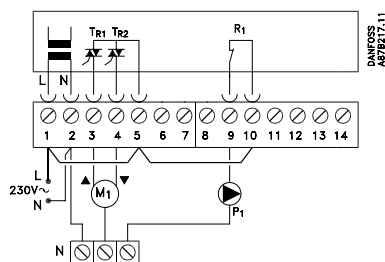 TR1 TR2 R1
L N
DANFOSS
A87B217.11
1 2 3 4 5 6 7 8 9 10 11 12 13 14
L
230V~
N
M1
P1
N